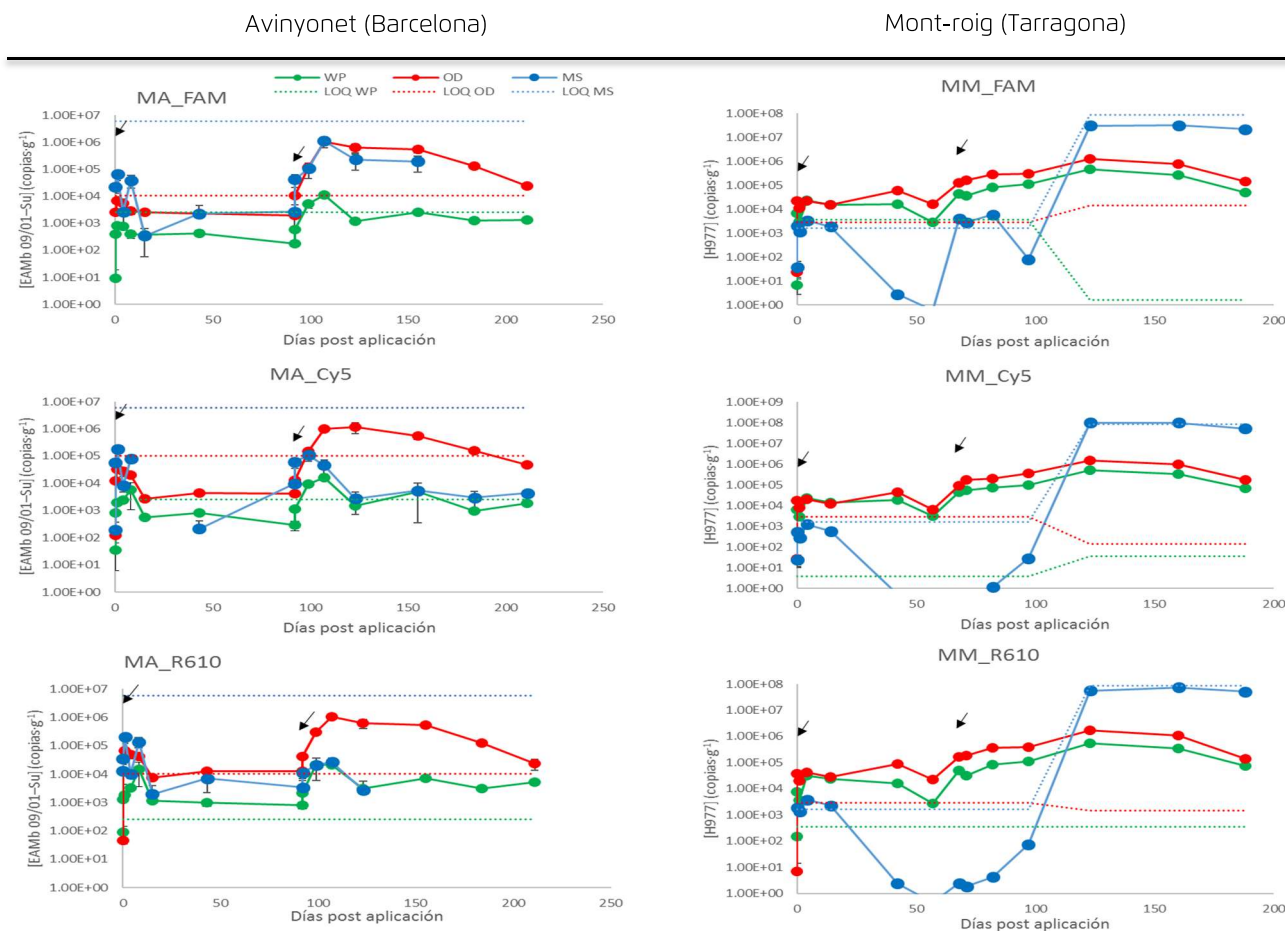 Avinyonet (Barcelona)
Mont-roig (Tarragona)
WP OD MS
LOQ WP LOQ OD LOQ MS
MA_FAM
[EAMb 09/01–Su] (copias·g⁻¹)
1.00E+07
1.00E+06
1.00E+05
1.00E+04
1.00E+03
1.00E+02
1.00E+01
1.00E+00
0 50 100 150 200 250
Días post aplicación
MM_FAM
[H977] (copias·g⁻¹)
1.00E+08
1.00E+07
1.00E+06
1.00E+05
1.00E+04
1.00E+03
1.00E+02
1.00E+01
1.00E+00
0 50 100 150 200
Días post aplicación
MA_Cy5
[EAMb 09/01–Su] (copias·g⁻¹)
1.00E+07
1.00E+06
1.00E+05
1.00E+04
1.00E+03
1.00E+02
1.00E+01
1.00E+00
0 50 100 150 200 250
Días post aplicación
MM_Cy5
[H977] (copias·g⁻¹)
1.00E+09
1.00E+08
1.00E+07
1.00E+06
1.00E+05
1.00E+04
1.00E+03
1.00E+02
1.00E+01
1.00E+00
0 50 100 150 200
Días post aplicación
MA_R610
[EAMb 09/01–Su] (copias·g⁻¹)
1.00E+07
1.00E+06
1.00E+05
1.00E+04
1.00E+03
1.00E+02
1.00E+01
1.00E+00
0 50 100 150 200 250
Días post aplicación
MM_R610
[H977] (copias·g⁻¹)
1.00E+08
1.00E+07
1.00E+06
1.00E+05
1.00E+04
1.00E+03
1.00E+02
1.00E+01
1.00E+00
0 50 100 150 200
Días post aplicación